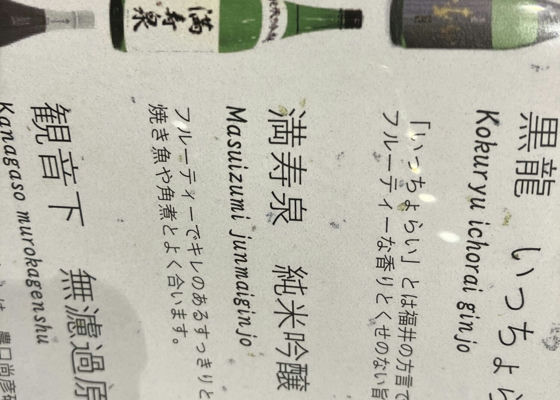 黒龍 いっちょら
Kokuryu ichorai ginjo
「いっちょらい」とは福井の方言で
フルーティーな香りとくせのない旨
満寿泉
満寿泉 純米吟醸
Masuizumi junmaiginjo
フルーティーでキレのあるすっきりと
焼き魚や角煮とよく合います。
観音下 無濾過原
Kanagaso murokagenshu